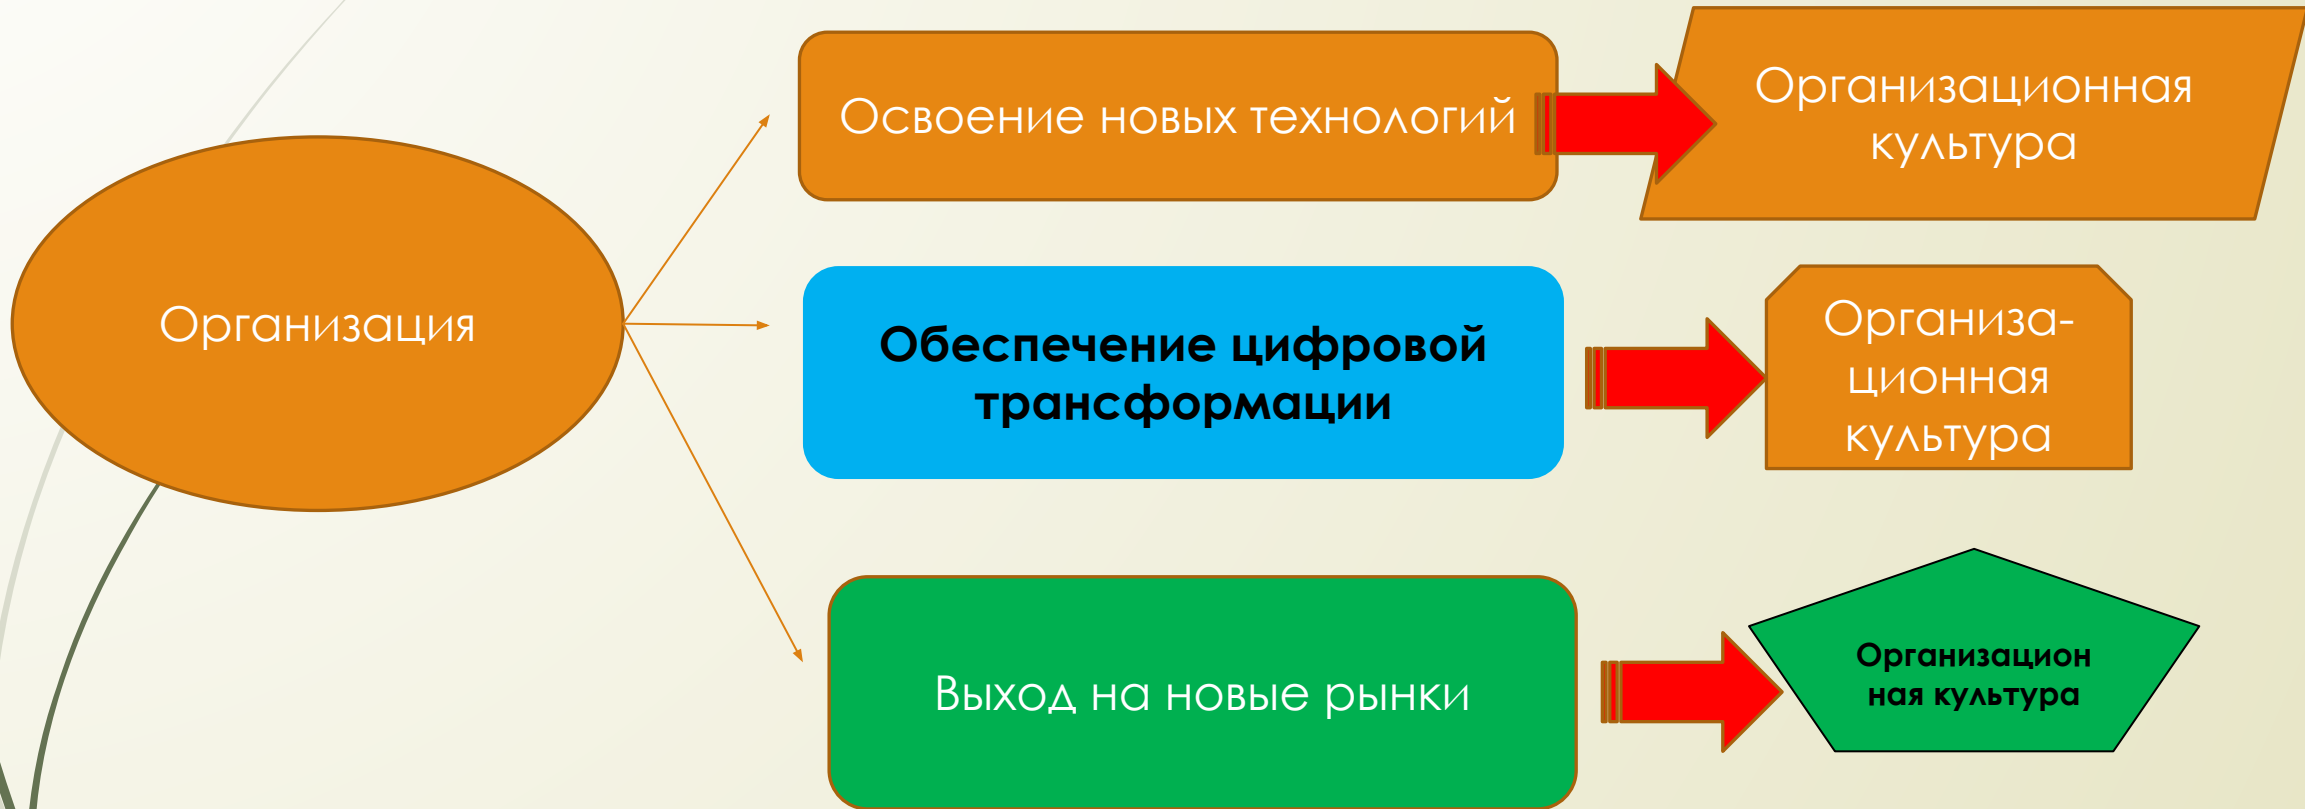 Организация
Освоение новых технологий
Организационная
культура
Обеспечение цифровой
трансформации
Организа-
ционная
культура
Выход на новые рынки
Организацион
ная культура